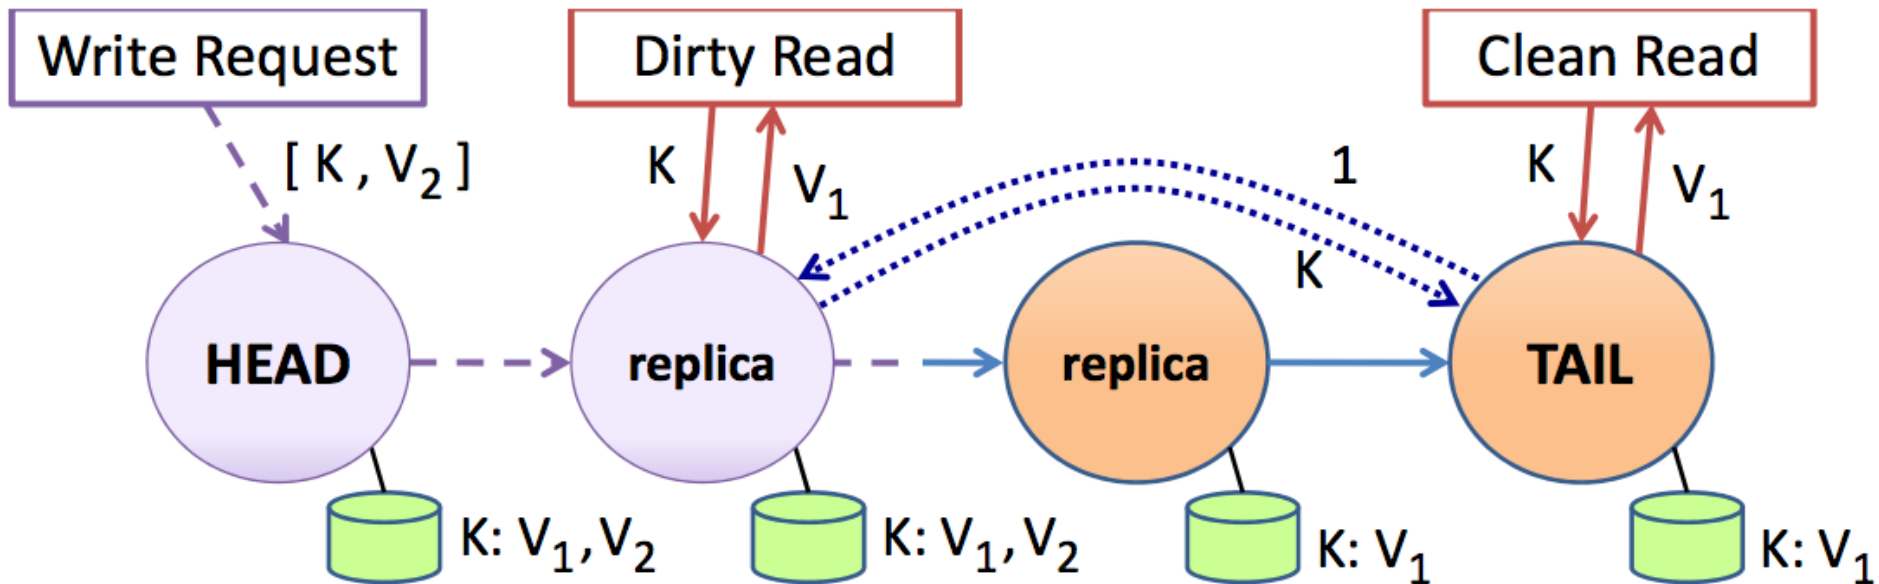 Write Request
Dirty Read
Clean Read
[ K , V₂ ]
K
V₁
1
K
K
V₁
HEAD
replica
replica
TAIL
K: V₁,V₂
K: V₁,V₂
K: V₁
K: V₁